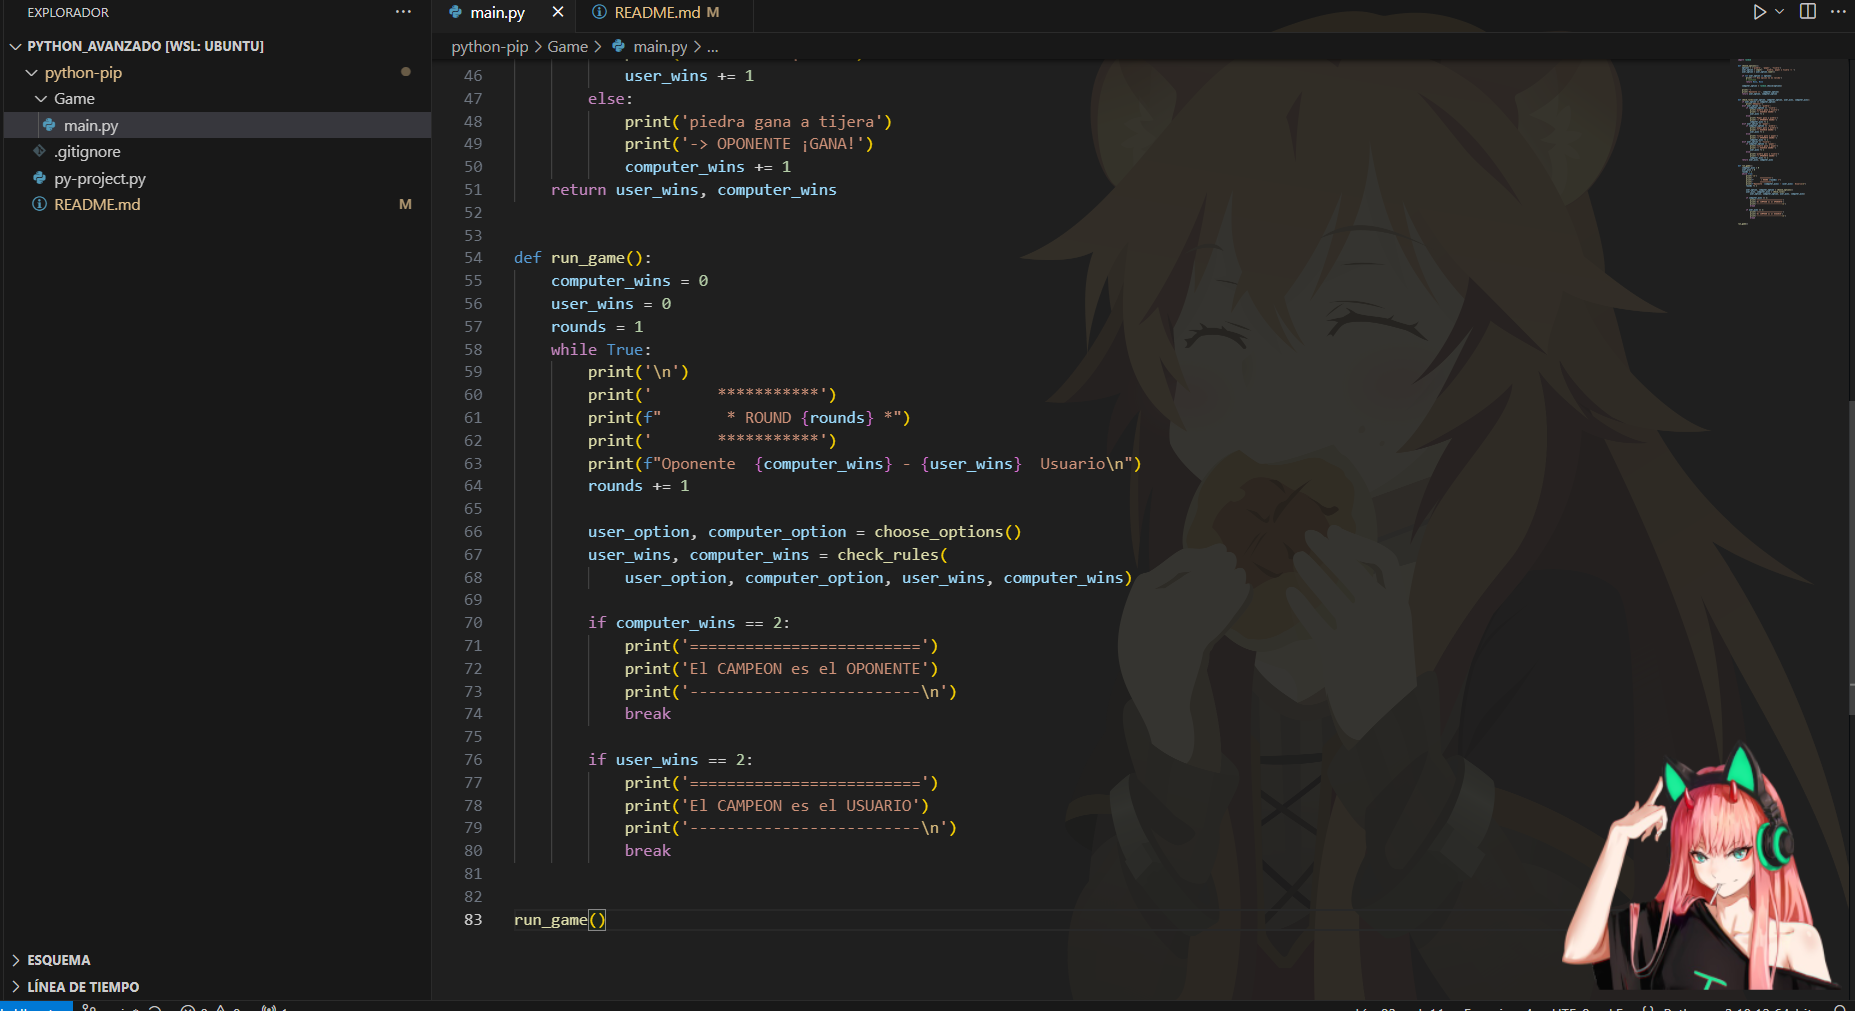 EXPLORADOR
PYTHON_AVANZADO [WSL: UBUNTU]
python-pip
Game
main.py
.gitignore
py-project.py
README.md M
ESQUEMA
LÍNEA DE TIEMPO
main.py
README.md M
python-pip > Game > main.py > ...
46 user_wins += 1
47 else:
48 print('piedra gana a tijera')
49 print('-> OPONENTE ¡GANA!')
50 computer_wins += 1
51 return user_wins, computer_wins
52
53
54 def run_game():
55 computer_wins = 0
56 user_wins = 0
57 rounds = 1
58 while True:
59 print('\n')
60 print('       ***********')
61 print(f"       * ROUND {rounds} *")
62 print('       ***********')
63 print(f"Oponente  {computer_wins} - {user_wins}  Usuario\n")
64 rounds += 1
65
66 user_option, computer_option = choose_options()
67 user_wins, computer_wins = check_rules(
68 user_option, computer_option, user_wins, computer_wins)
69
70 if computer_wins == 2:
71 print('=========================')
72 print('El CAMPEON es el OPONENTE')
73 print('-------------------------\n')
74 break
75
76 if user_wins == 2:
77 print('=========================')
78 print('El CAMPEON es el USUARIO')
79 print('-------------------------\n')
80 break
81
82
83 run_game()